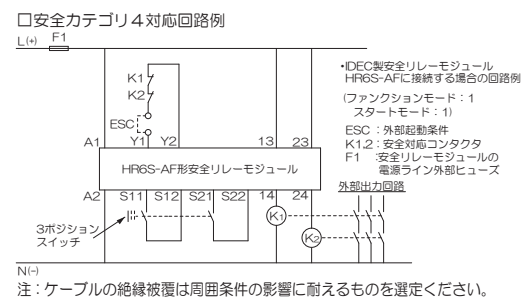 □安全カテゴリ4対応回路例
L(+) F1
K1
K2
ESC
A1 Y1 Y2 13 23
HR6S-AF形安全リレーモジュール
A2 S11 S12 S21 S22 14 24
3ポジション
スイッチ
K1
K2
N(-)
・IDEC製安全リレーモジュール
HR6S-AFに接続する場合の回路例
(ファンクションモード:1
スタートモード:1)
ESC :外部起動条件
K1,2 :安全対応コンタクタ
F1 :安全リレーモジュールの
電源ライン外部ヒューズ
外部出力回路
注:ケーブルの絶縁被覆は周囲条件の影響に耐えるものを選定ください。